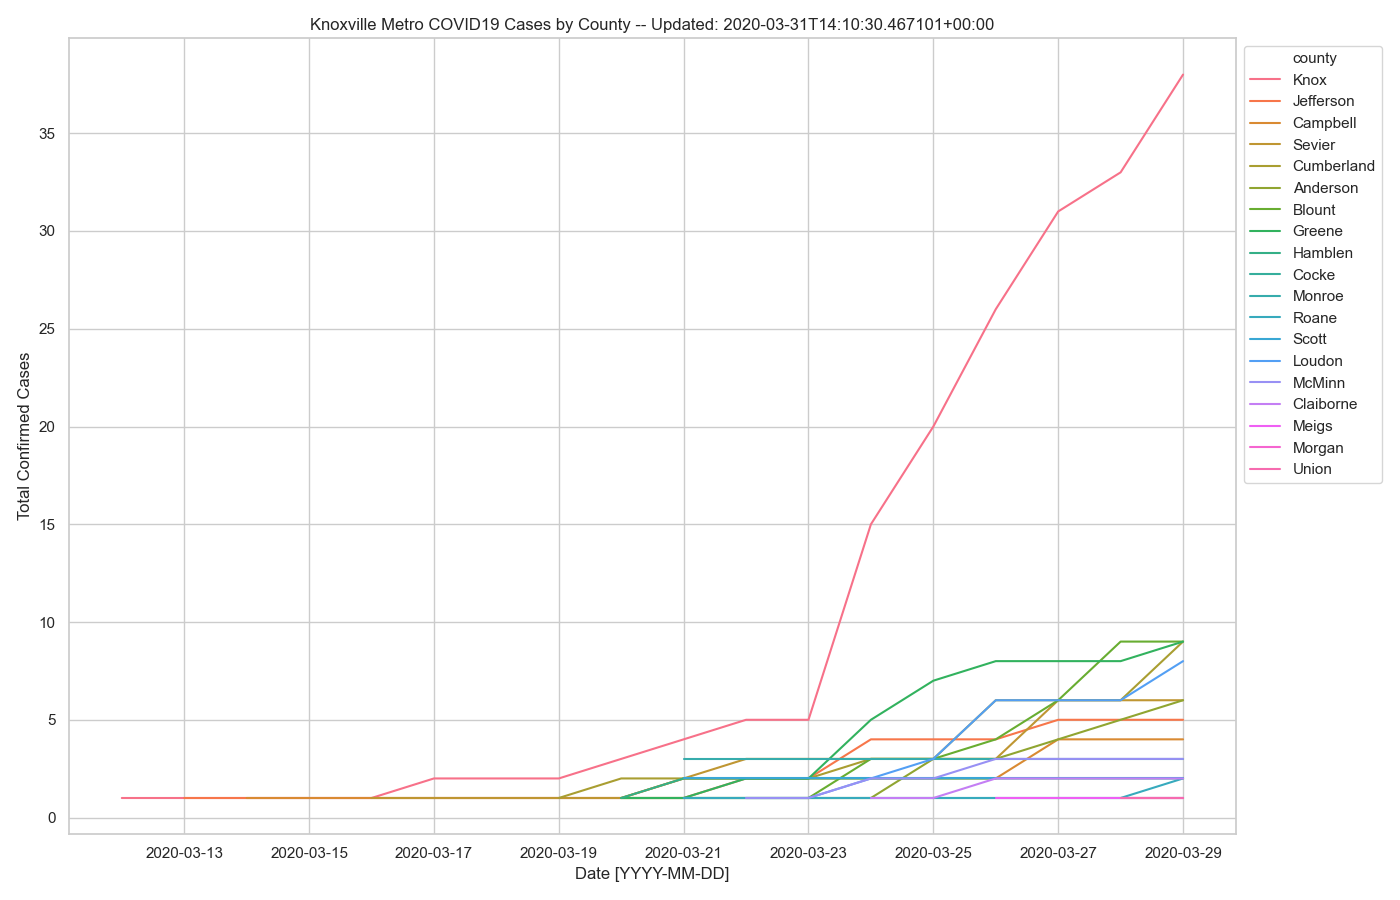 Knoxville Metro COVID19 Cases by County -- Updated: 2020-03-31T14:10:30.467101+00:00
county
Knox
Jefferson
Campbell
Sevier
Cumberland
Anderson
Blount
Greene
Hamblen
Cocke
Monroe
Roane
Scott
Loudon
McMinn
Claiborne
Meigs
Morgan
Union
Total Confirmed Cases
35
30
25
20
15
10
5
0
2020-03-13 2020-03-15 2020-03-17 2020-03-19 2020-03-21 2020-03-23 2020-03-25 2020-03-27 2020-03-29
Date [YYYY-MM-DD]